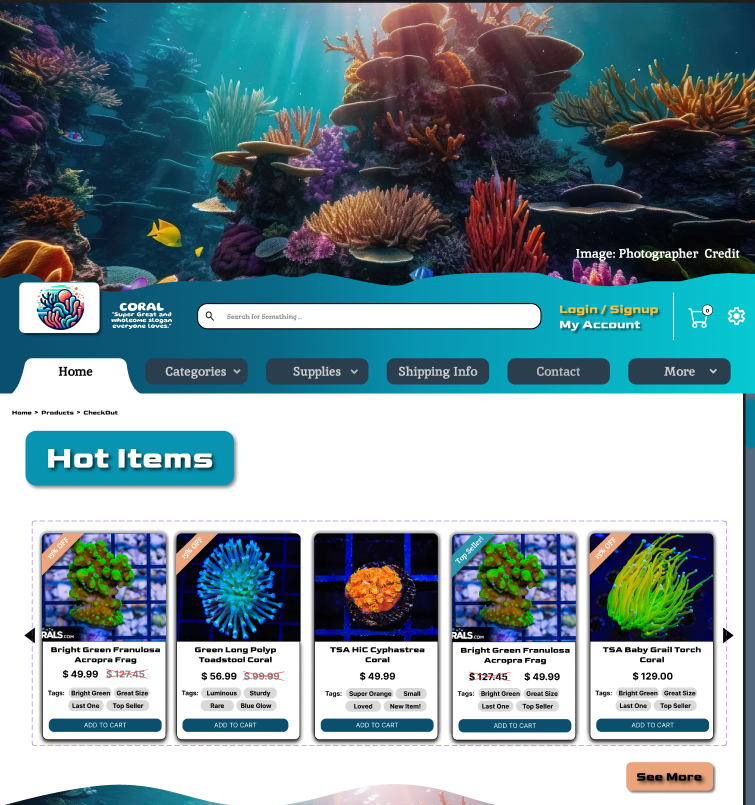 Image: Photographer Credit
CORAL
"Super Great and
wholesome slogan
everyone loves."
Search for Something ...
Login / Signup
My Account
0
Home
Categories
Supplies
Shipping Info
Contact
More
Home > Products > CheckOut
Hot Items
15% OFF
RALS.COM
Bright Green Franulosa
Acropra Frag
$ 49.99 $ 127.45
Tags: Bright Green Great Size
Last One Top Seller
ADD TO CART
15% OFF
Green Long Polyp
Toadstool Coral
$ 56.99 $ 99.99
Tags: Luminous Sturdy
Rare Blue Glow
ADD TO CART
TSA HiC Cyphastrea
Coral
$ 49.99
Tags: Super Orange Small
Loved New Item!
ADD TO CART
Top Seller!
RALS.COM
Bright Green Franulosa
Acropra Frag
$ 127.45 $ 49.99
Tags: Bright Green Great Size
Last One Top Seller
ADD TO CART
15% OFF
TSA Baby Grail Torch
Coral
$ 129.00
Tags: Bright Green Great Size
Last One Top Seller
ADD TO CART
See More